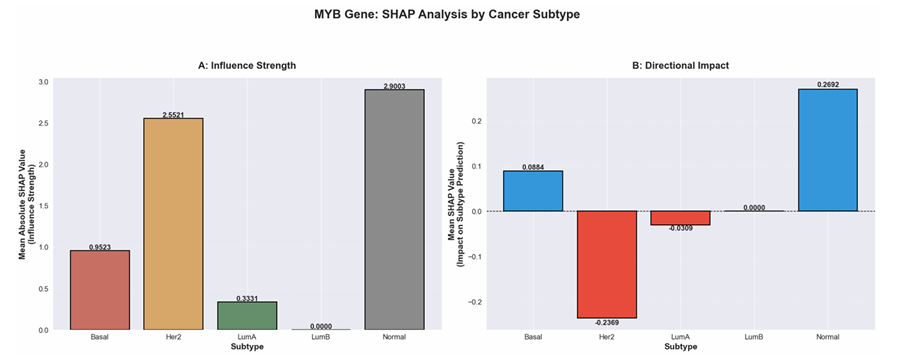 MYB Gene: SHAP Analysis by Cancer Subtype
A: Influence Strength
Mean Absolute SHAP Value
(Influence Strength)
3.0
2.5
2.0
1.5
1.0
0.5
0.0
0.9523
2.5521
0.3331
0.0000
2.9003
Basal
Her2
LumA
LumB
Normal
Subtype
B: Directional Impact
Mean SHAP Value
(Impact on Subtype Prediction)
0.2
0.1
0.0
−0.1
−0.2
0.0884
-0.2369
-0.0309
0.0000
0.2692
Basal
Her2
LumA
LumB
Normal
Subtype